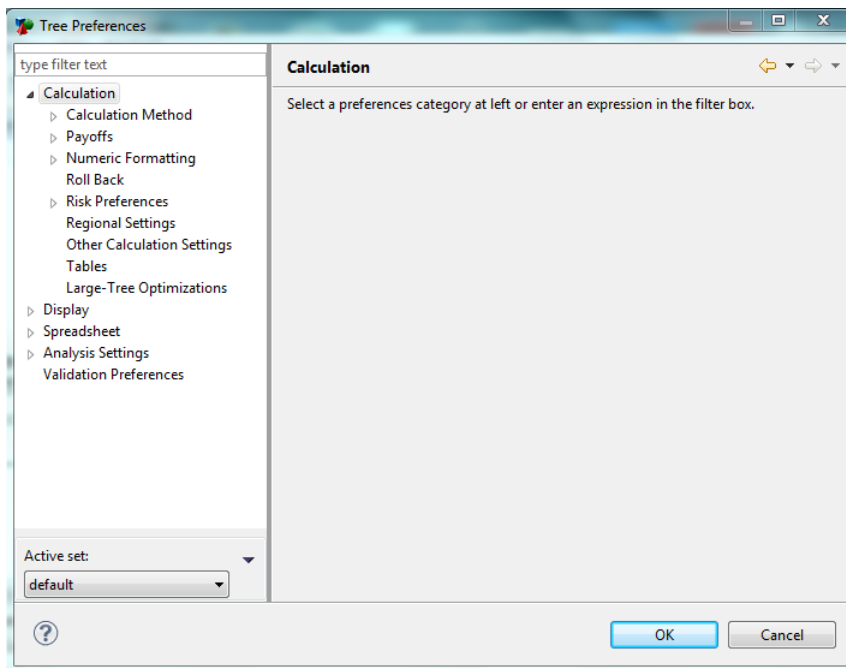 Tree Preferences
type filter text
Calculation
Calculation Method
Payoffs
Numeric Formatting
Roll Back
Risk Preferences
Regional Settings
Other Calculation Settings
Tables
Large-Tree Optimizations
Display
Spreadsheet
Analysis Settings
Validation Preferences
Active set:
default
Calculation
Select a preferences category at left or enter an expression in the filter box.
?
OK
Cancel